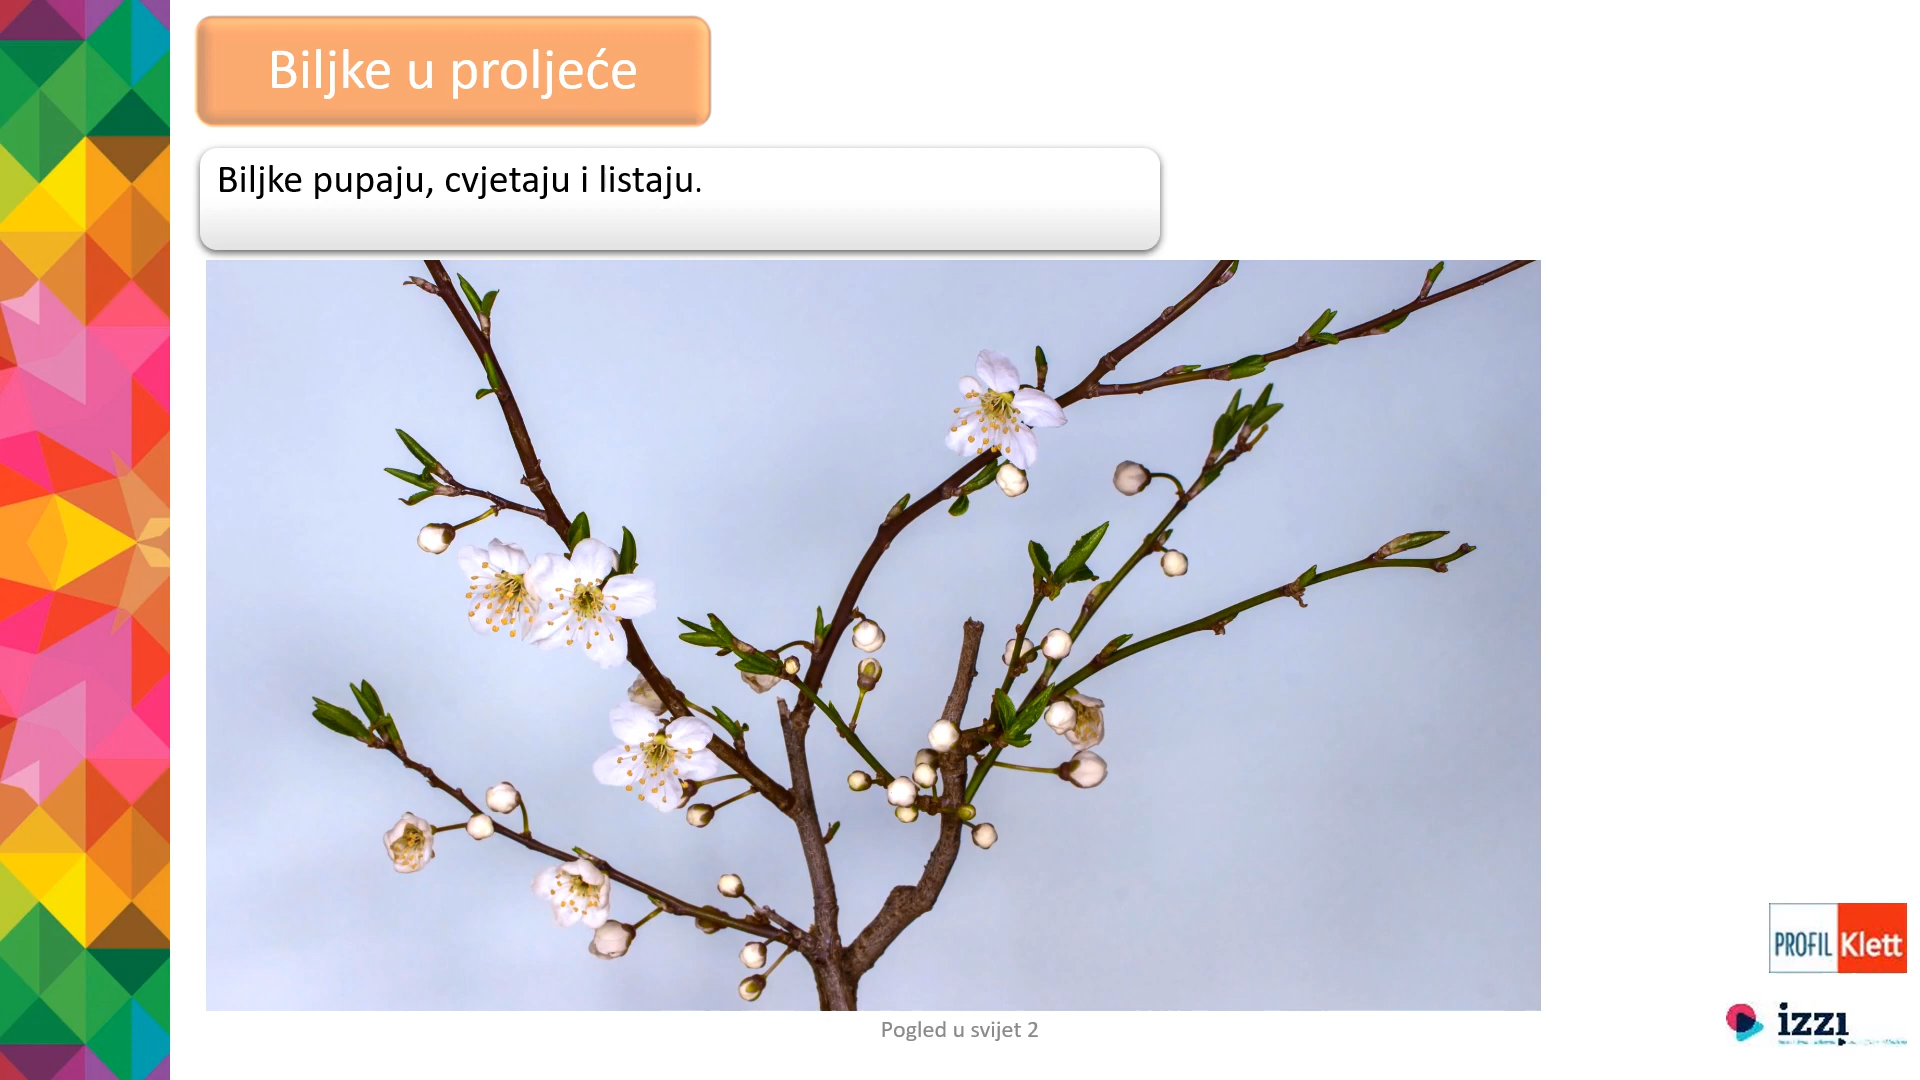 Biljke u proljeće
Biljke pupaju, cvjetaju i listaju.
PROFIL Klett
izzi
Pogled u svijet 2